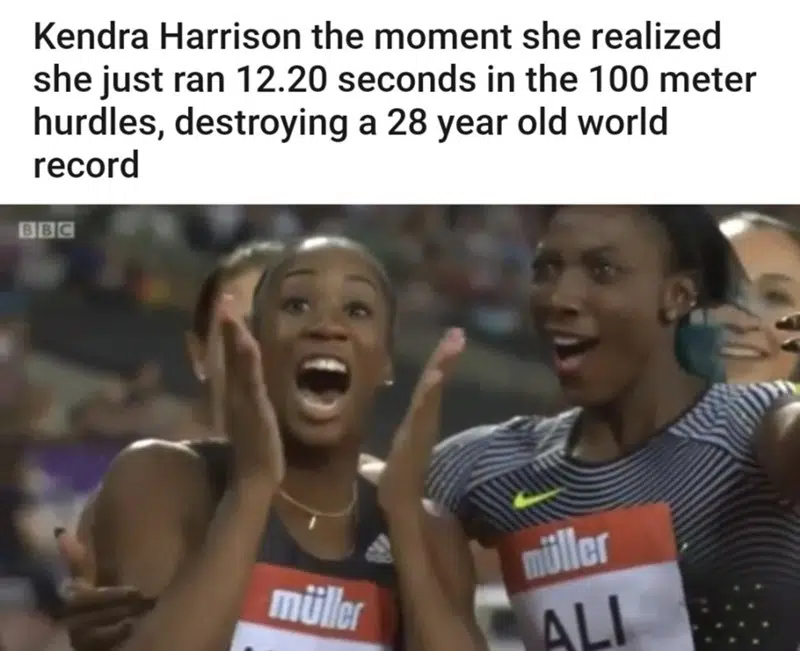 Kendra Harrison the moment she realized
she just ran 12.20 seconds in the 100 meter
hurdles, destroying a 28 year old world
record
BBC
müller
müller
ALI